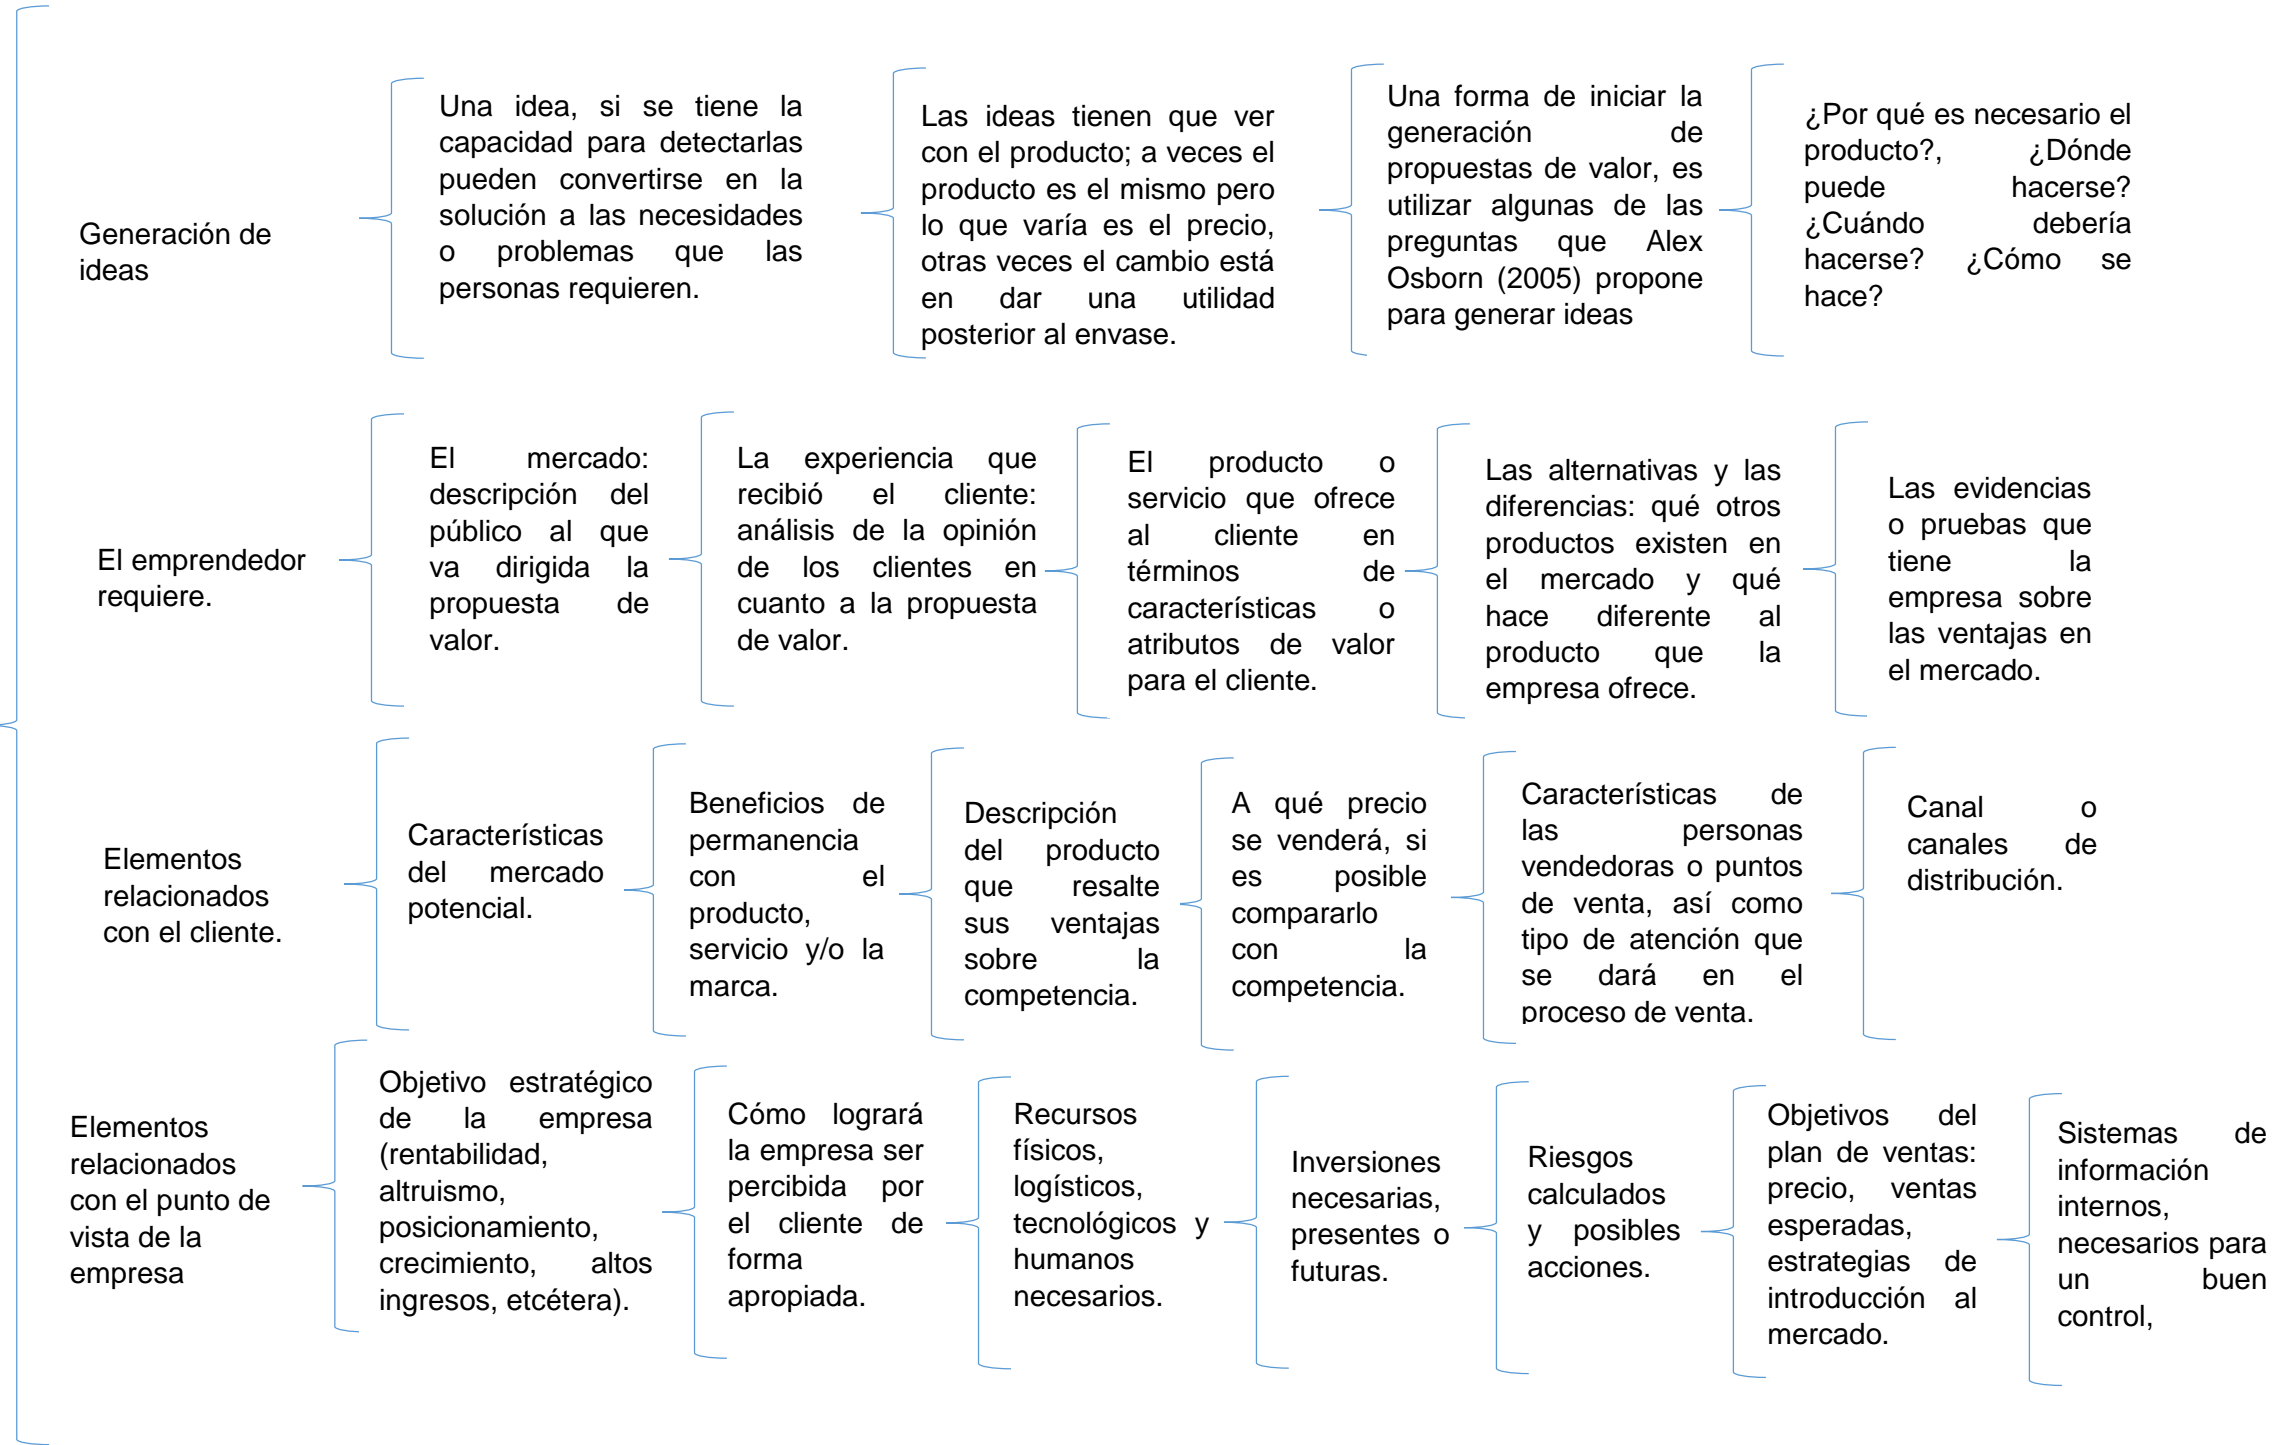 Generación de
ideas
Una idea, si se tiene la
capacidad para detectarlas
pueden convertirse en la
solución a las necesidades
o problemas que las
personas requieren.
Las ideas tienen que ver
con el producto; a veces el
producto es el mismo pero
lo que varía es el precio,
otras veces el cambio está
en dar una utilidad
posterior al envase.
Una forma de iniciar la
generación de
propuestas de valor, es
utilizar algunas de las
preguntas que Alex
Osborn (2005) propone
para generar ideas
¿Por qué es necesario el
producto?, ¿Dónde
puede hacerse?
¿Cuándo debería
hacerse? ¿Cómo se
hace?
El emprendedor
requiere.
El mercado:
descripción del
público al que
va dirigida la
propuesta de
valor.
La experiencia que
recibió el cliente:
análisis de la opinión
de los clientes en
cuanto a la propuesta
de valor.
El producto o
servicio que ofrece
al cliente en
términos de
características o
atributos de valor
para el cliente.
Las alternativas y las
diferencias: qué otros
productos existen en
el mercado y qué
hace diferente al
producto que la
empresa ofrece.
Las evidencias
o pruebas que
tiene la
empresa sobre
las ventajas en
el mercado.
Elementos
relacionados
con el cliente.
Características
del mercado
potencial.
Beneficios de
permanencia
con el
producto,
servicio y/o la
marca.
Descripción
del producto
que resalte
sus ventajas
sobre la
competencia.
A qué precio
se venderá, si
es posible
compararlo
con la
competencia.
Características de
las personas
vendedoras o puntos
de venta, así como
tipo de atención que
se dará en el
proceso de venta.
Canal o
canales de
distribución.
Elementos
relacionados
con el punto de
vista de la
empresa
Objetivo estratégico
de la empresa
(rentabilidad,
altruismo,
posicionamiento,
crecimiento, altos
ingresos, etcétera).
Cómo logrará
la empresa ser
percibida por
el cliente de
forma
apropiada.
Recursos
físicos,
logísticos,
tecnológicos y
humanos
necesarios.
Inversiones
necesarias,
presentes o
futuras.
Riesgos
calculados
y posibles
acciones.
Objetivos del
plan de ventas:
precio, ventas
esperadas,
estrategias de
introducción al
mercado.
Sistemas de
información
internos,
necesarios para
un buen
control,